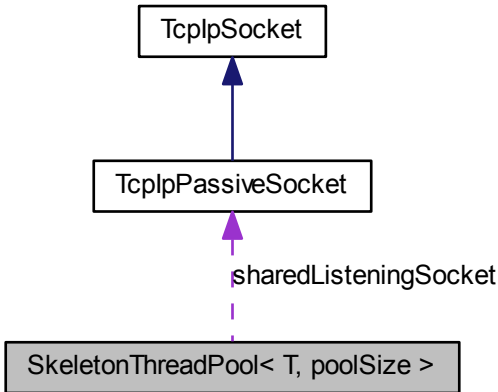 TcpIpSocket
TcpIpPassiveSocket
sharedListeningSocket
SkeletonThreadPool< T, poolSize >